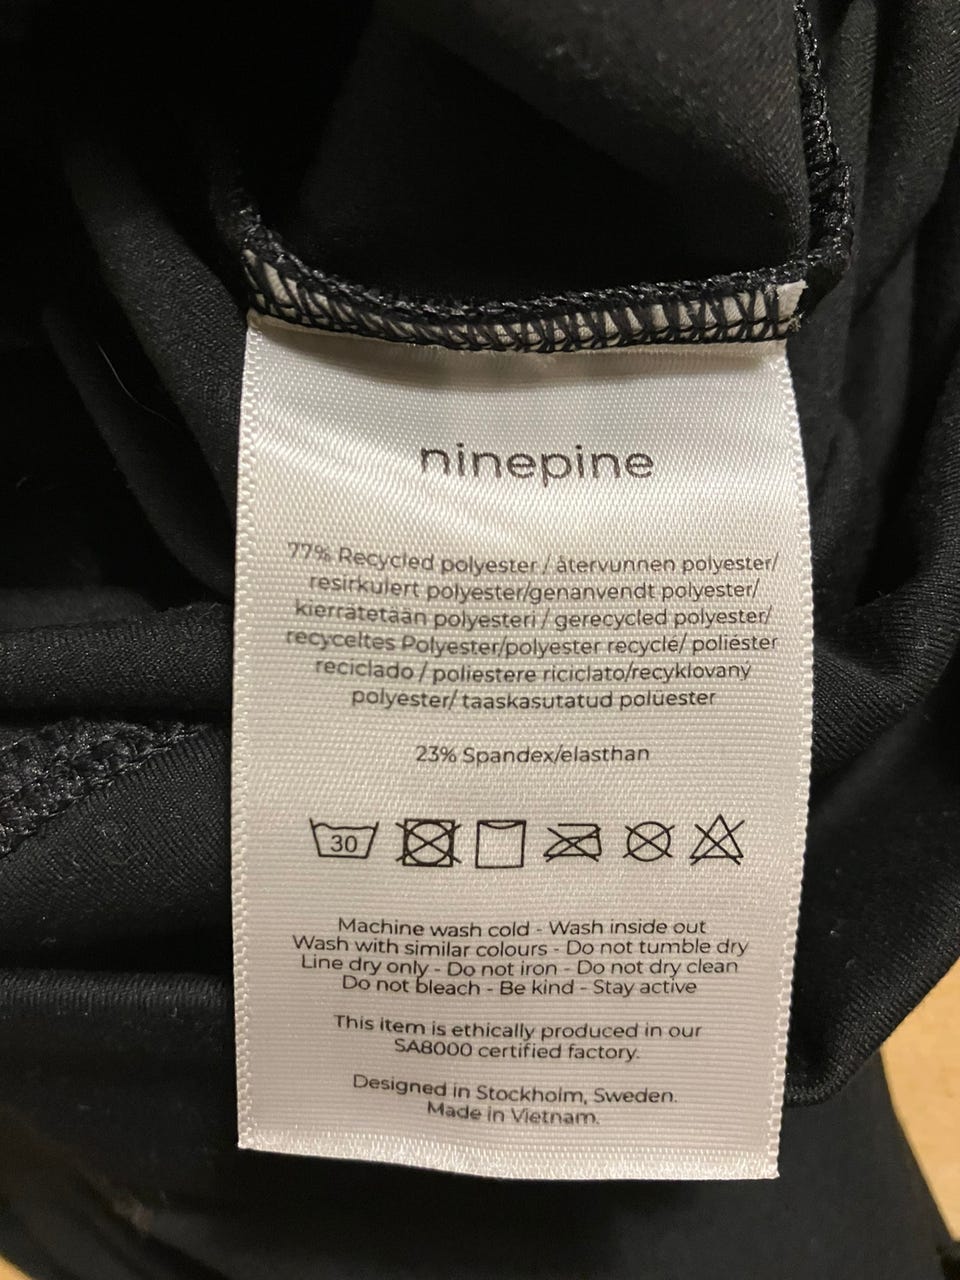 ninepine
77% Recycled polyester / återvunnen polyester/
resirkulert polyester/genanvendt polyester/
kierrätetään polyesteri / gerecycled polyester/
recyceltes Polyester/polyester recyclé/ poliéster
reciclado / poliestere riciclato/recyklovaný
polyester/ taaskasutatud polüester
23% Spandex/elasthan
30
Machine wash cold - Wash inside out
Wash with similar colours - Do not tumble dry
Line dry only - Do not iron - Do not dry clean
Do not bleach - Be kind - Stay active
This item is ethically produced in our
SA8000 certified factory.
Designed in Stockholm, Sweden.
Made in Vietnam.